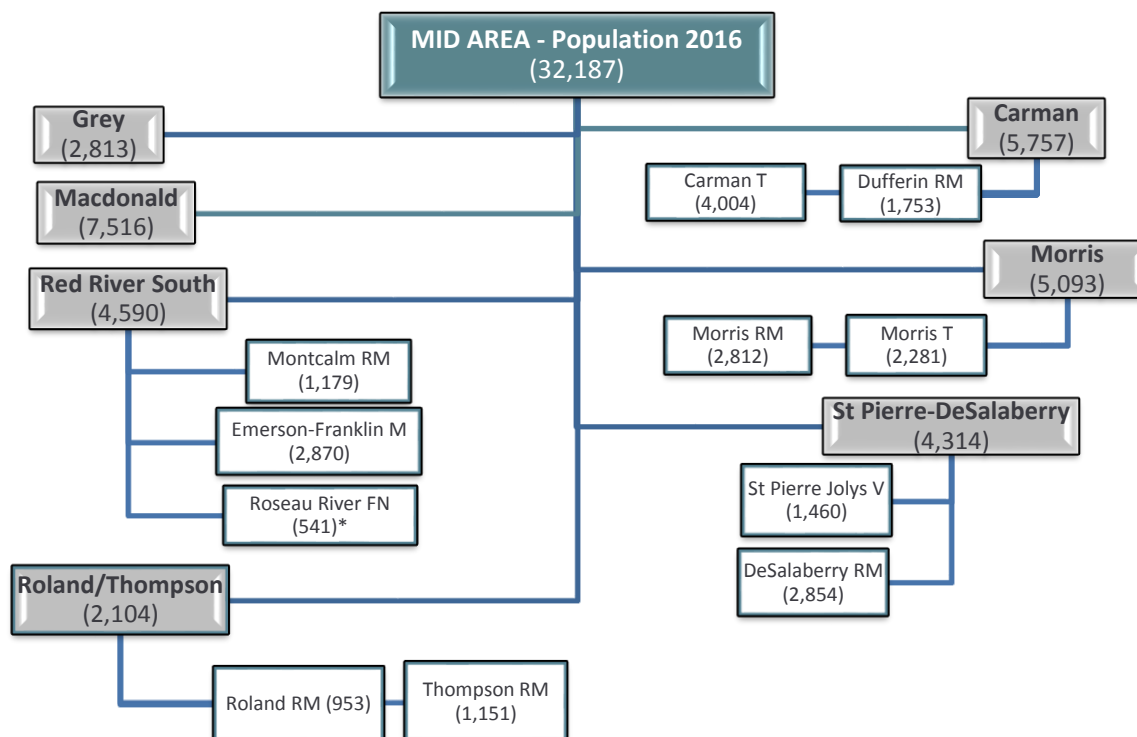 MID AREA - Population 2016
(32,187)
Grey
(2,813)
Carman
(5,757)
Carman T
(4,004)
Dufferin RM
(1,753)
Macdonald
(7,516)
Morris
(5,093)
Red River South
(4,590)
Morris RM
(2,812)
Morris T
(2,281)
Montcalm RM
(1,179)
Emerson-Franklin M
(2,870)
Roseau River FN
(541)*
St Pierre-DeSalaberry
(4,314)
St Pierre Jolys V
(1,460)
DeSalaberry RM
(2,854)
Roland/Thompson
(2,104)
Roland RM (953)
Thompson RM
(1,151)